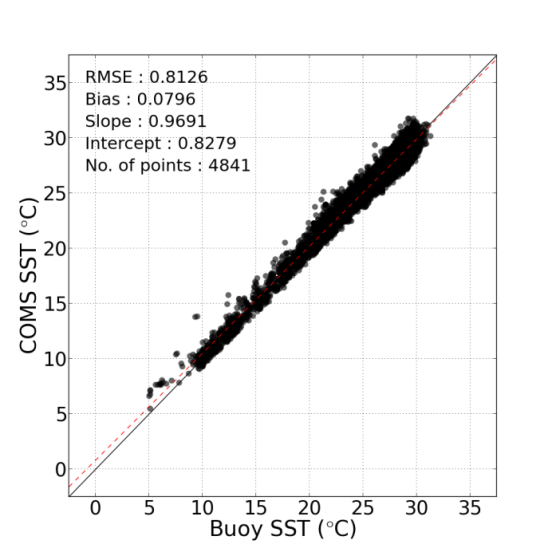 RMSE : 0.8126
Bias : 0.0796
Slope : 0.9691
Intercept : 0.8279
No. of points : 4841
35
30
25
20
15
10
5
0
COMS SST (°C)
0 5 10 15 20 25 30 35
Buoy SST (°C)